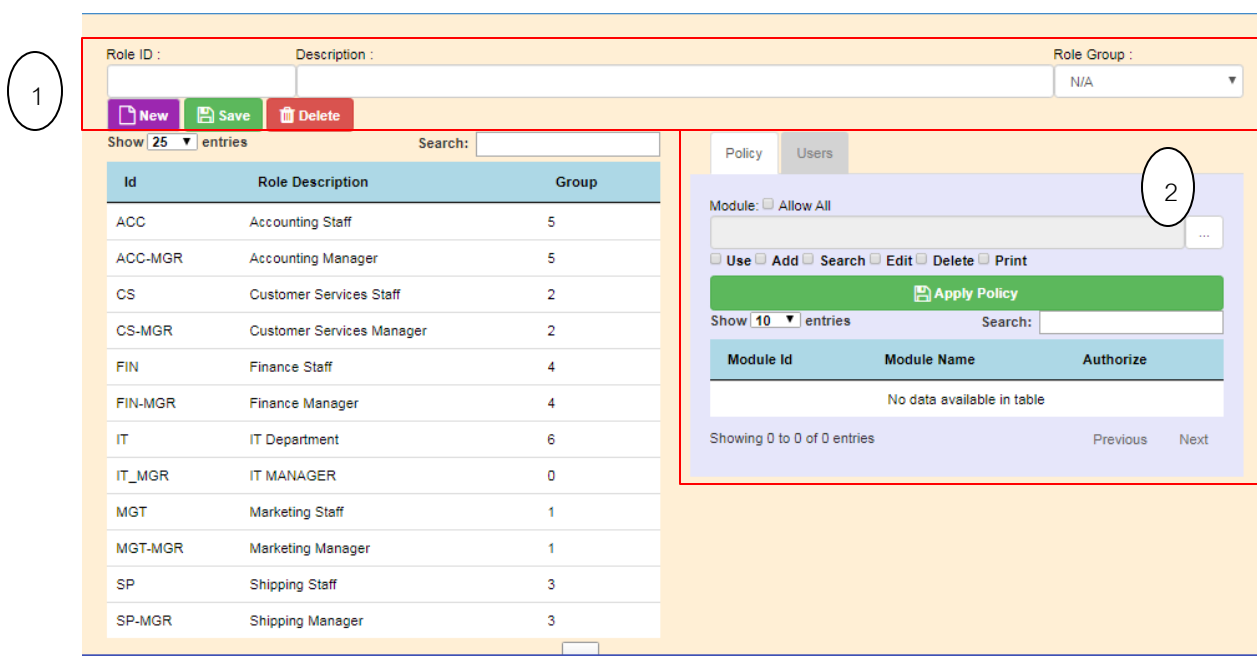 1
Role ID :
Description :
Role Group :
N/A
New
Save
Delete
Show 25 entries
Search:
Id Role Description Group
ACC Accounting Staff 5
ACC-MGR Accounting Manager 5
CS Customer Services Staff 2
CS-MGR Customer Services Manager 2
FIN Finance Staff 4
FIN-MGR Finance Manager 4
IT IT Department 6
IT_MGR IT MANAGER 0
MGT Marketing Staff 1
MGT-MGR Marketing Manager 1
SP Shipping Staff 3
SP-MGR Shipping Manager 3
Policy Users
2
Module: Allow All
...
Use Add Search Edit Delete Print
Apply Policy
Show 10 entries
Search:
Module Id Module Name Authorize
No data available in table
Showing 0 to 0 of 0 entries
Previous Next